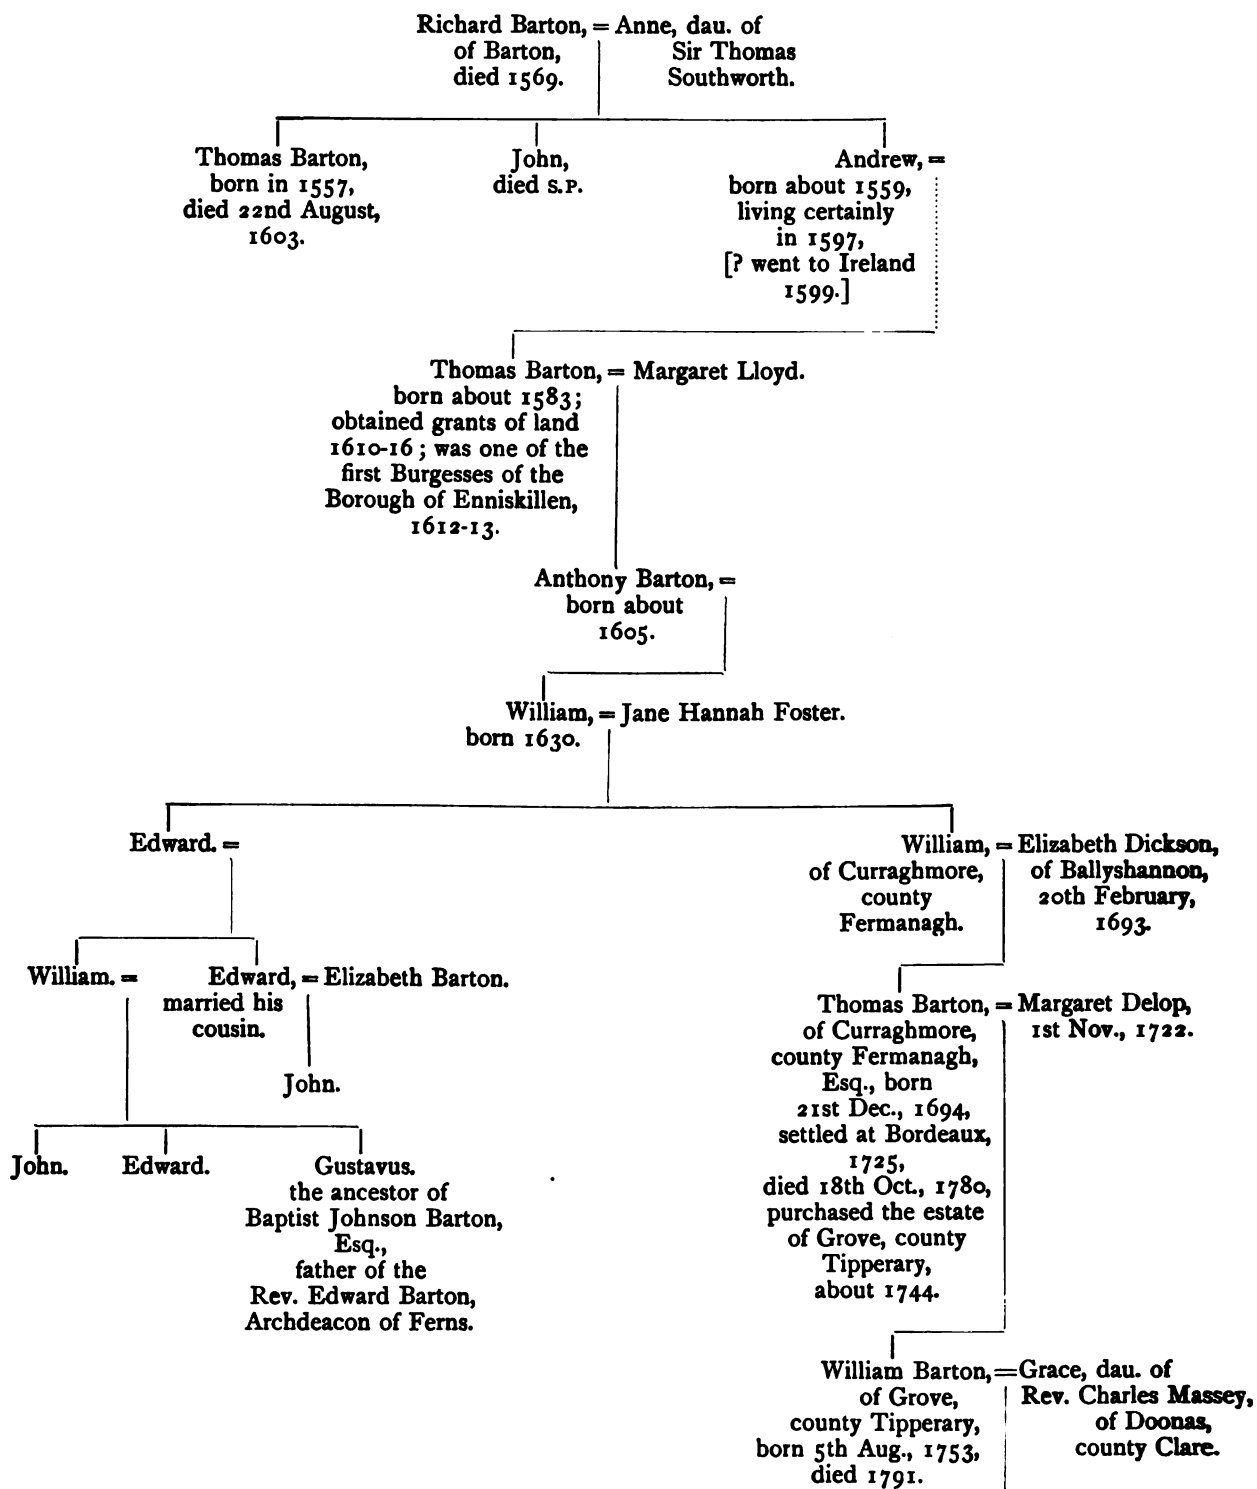 Richard Barton, = Anne, dau. of
of Barton, Sir Thomas
died 1569. Southworth.
Thomas Barton,
born in 1557,
died 22nd August,
1603.
John,
died S.P.
Andrew, =
born about 1559,
living certainly
in 1597,
[? went to Ireland
1599.]
Thomas Barton, = Margaret Lloyd.
born about 1583;
obtained grants of land
1610-16 ; was one of the
first Burgesses of the
Borough of Enniskillen,
1612-13.
Anthony Barton, =
born about
1605.
William, = Jane Hannah Foster.
born 1630.
Edward. =
William, = Elizabeth Dickson,
of Curraghmore, of Ballyshannon,
county 20th February,
Fermanagh. 1693.
William. =
Edward, = Elizabeth Barton.
married his
cousin.
John.
John.
Edward.
Gustavus.
the ancestor of
Baptist Johnson Barton,
Esq.,
father of the
Rev. Edward Barton,
Archdeacon of Ferns.
Thomas Barton, = Margaret Delop,
of Curraghmore, 1st Nov., 1722.
county Fermanagh,
Esq., born
21st Dec., 1694,
settled at Bordeaux,
1725,
died 18th Oct., 1780,
purchased the estate
of Grove, county
Tipperary,
about 1744.
William Barton, = Grace, dau. of
of Grove, Rev. Charles Massey,
county Tipperary, of Doonas,
born 5th Aug., 1753, county Clare.
died 1791.